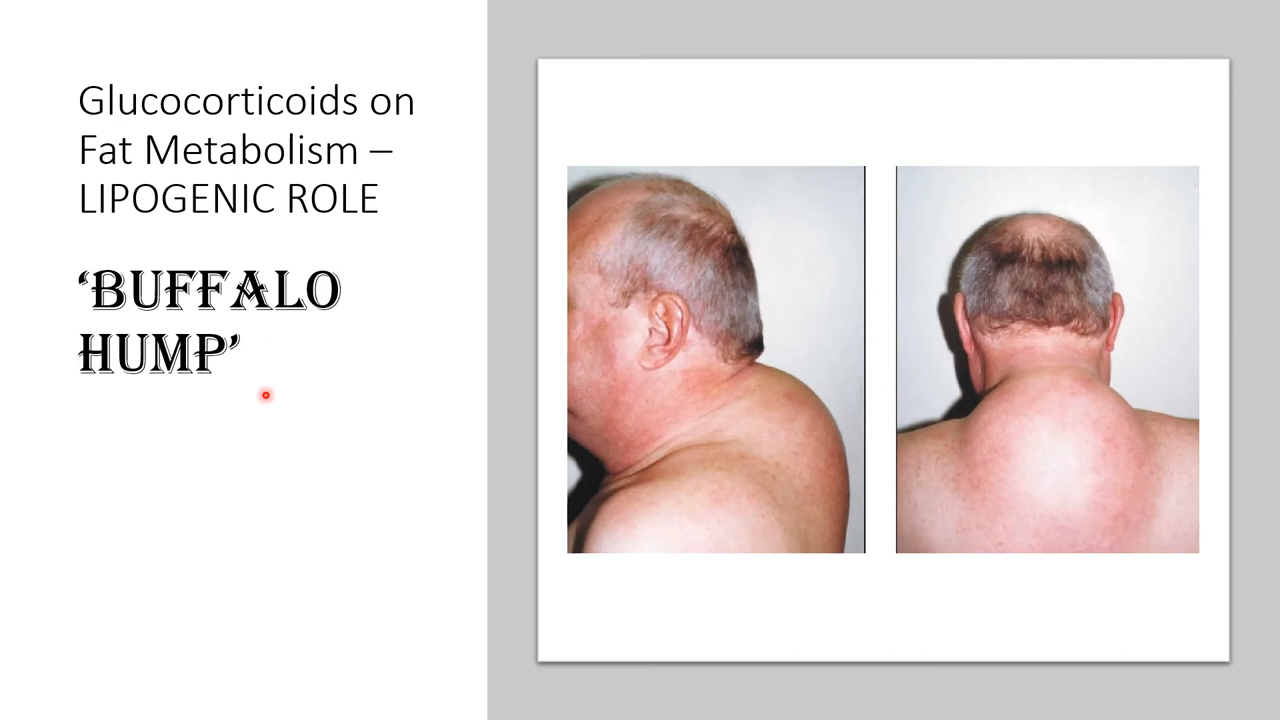 Glucocorticoids on
Fat Metabolism –
LIPOGENIC ROLE
‘BUFFALO
HUMP’